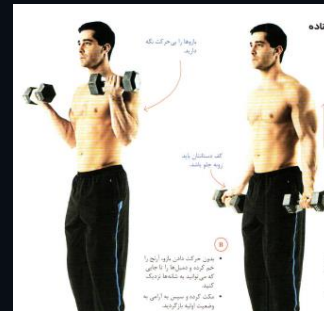 ناده
بازوها را بی‌حرکت نگه
دارید.
کف دستانتان باید
روبه جلو باشد.
B
• بدون حرکت دادن بازو، آرنج را
خم کرده و دمبل‌ها را تا جایی
که می‌توانید به شانه‌ها نزدیک
کنید.
• مکث کرده و سپس به آرامی به
وضعیت اولیه بازگردید.